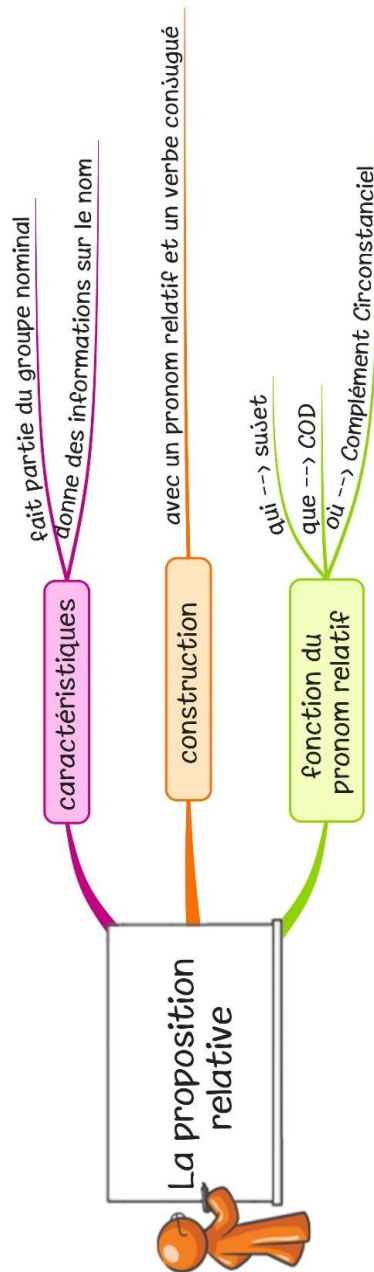 La proposition
relative
caractéristiques
fait partie du groupe nominal
donne des informations sur le nom
construction
avec un pronom relatif et un verbe conjugué
fonction du
pronom relatif
qui --> sujet
que --> COD
où --> Complément Circonstanciel